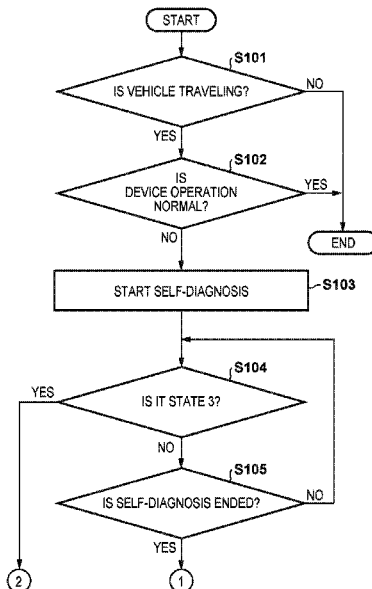 START
S101
IS VEHICLE TRAVELING?
NO
YES
S102
IS
DEVICE OPERATION
NORMAL?
YES
NO
END
S103
START SELF-DIAGNOSIS
S104
YES
IS IT STATE 3?
NO
S105
IS SELF-DIAGNOSIS ENDED?
NO
YES
2
1